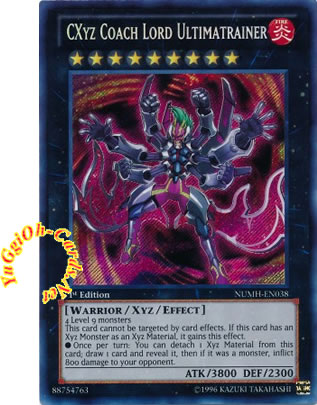 CXyz Coach Lord Ultimatrainer
FIRE
炎
YuGgiOh-Cards.Net
1st Edition
NUMH-EN038
[Warrior / Xyz / Effect]
4 Level 9 monsters
This card cannot be targeted by card effects. If this card has
an Xyz Monster as an Xyz Material, it gains this effect.
● Once per turn: You can detach 1 Xyz Material from this
card; draw 1 card and reveal it, then if it was a monster, inflict
800 damage to your opponent.
ATK/3800 DEF/2300
88754763
©1996 KAZUKI TAKAHASHI